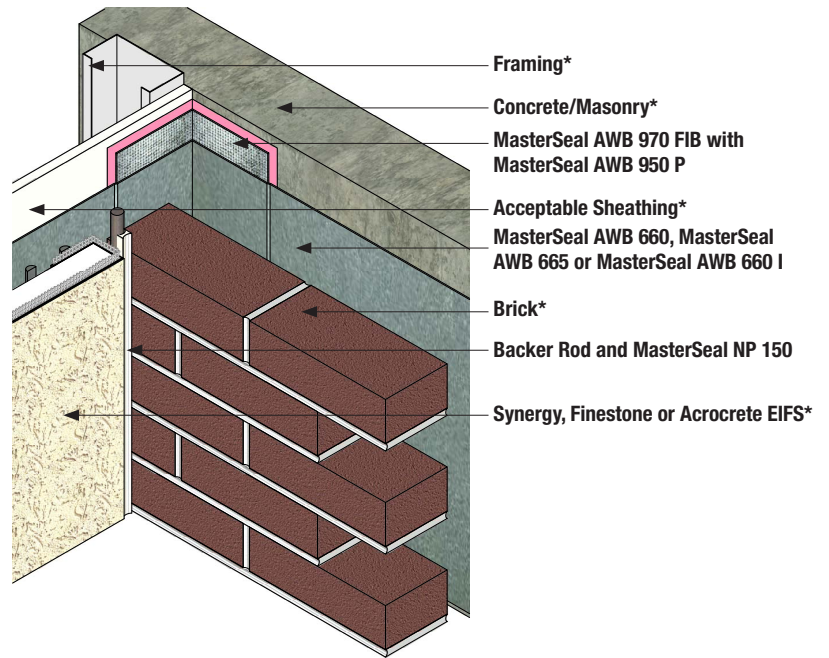 Framing*
Concrete/Masonry*
MasterSeal AWB 970 FIB with
MasterSeal AWB 950 P
Acceptable Sheathing*
MasterSeal AWB 660, MasterSeal
AWB 665 or MasterSeal AWB 660 I
Brick*
Backer Rod and MasterSeal NP 150
Synergy, Finestone or Acrocrete EIFS*